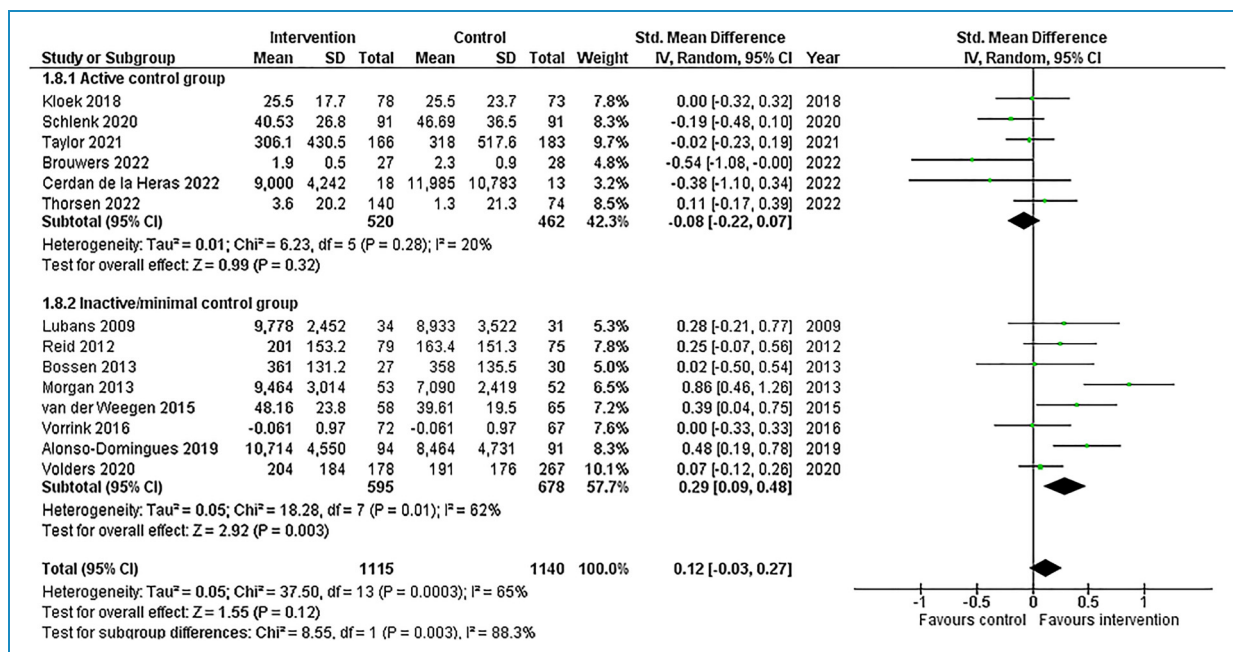 Intervention Control Std. Mean Difference Std. Mean Difference
Study or Subgroup Mean SD Total Mean SD Total Weight IV, Random, 95% CI Year IV, Random, 95% CI
1.8.1 Active control group
Kloek 2018 25.5 17.7 78 25.5 23.7 73 7.8% 0.00 [-0.32, 0.32] 2018
Schlenk 2020 40.53 26.8 91 46.69 36.5 91 8.3% -0.19 [-0.48, 0.10] 2020
Taylor 2021 306.1 430.5 166 318 517.6 183 9.7% -0.02 [-0.23, 0.19] 2021
Brouwers 2022 1.9 0.5 27 2.3 0.9 28 4.8% -0.54 [-1.08, -0.00] 2022
Cerdan de la Heras 2022 9,000 4,242 18 11,985 10,783 13 3.2% -0.38 [-1.10, 0.34] 2022
Thorsen 2022 3.6 20.2 140 1.3 21.3 74 8.5% 0.11 [-0.17, 0.39] 2022
Subtotal (95% CI) 520 462 42.3% -0.08 [-0.22, 0.07]
Heterogeneity: Tau² = 0.01; Chi² = 6.23, df = 5 (P = 0.28); I² = 20%
Test for overall effect: Z = 0.99 (P = 0.32)
1.8.2 Inactive/minimal control group
Lubans 2009 9,778 2,452 34 8,933 3,522 31 5.3% 0.28 [-0.21, 0.77] 2009
Reid 2012 201 153.2 79 163.4 151.3 75 7.8% 0.25 [-0.07, 0.56] 2012
Bossen 2013 361 131.2 27 358 135.5 30 5.0% 0.02 [-0.50, 0.54] 2013
Morgan 2013 9,464 3,014 53 7,090 2,419 52 6.5% 0.86 [0.46, 1.26] 2013
van der Weegen 2015 48.16 23.8 58 39.61 19.5 65 7.2% 0.39 [0.04, 0.75] 2015
Vorrink 2016 -0.061 0.97 72 -0.061 0.97 67 7.6% 0.00 [-0.33, 0.33] 2016
Alonso-Domingues 2019 10,714 4,550 94 8,464 4,731 91 8.3% 0.48 [0.19, 0.78] 2019
Volders 2020 204 184 178 191 176 267 10.1% 0.07 [-0.12, 0.26] 2020
Subtotal (95% CI) 595 678 57.7% 0.29 [0.09, 0.48]
Heterogeneity: Tau² = 0.05; Chi² = 18.28, df = 7 (P = 0.01); I² = 62%
Test for overall effect: Z = 2.92 (P = 0.003)
Total (95% CI) 1115 1140 100.0% 0.12 [-0.03, 0.27]
Heterogeneity: Tau² = 0.05; Chi² = 37.50, df = 13 (P = 0.0003); I² = 65%
Test for overall effect: Z = 1.55 (P = 0.12)
Test for subgroup differences: Chi² = 8.55, df = 1 (P = 0.003), I² = 88.3%
-1 -0.5 0 0.5 1
Favours control Favours intervention